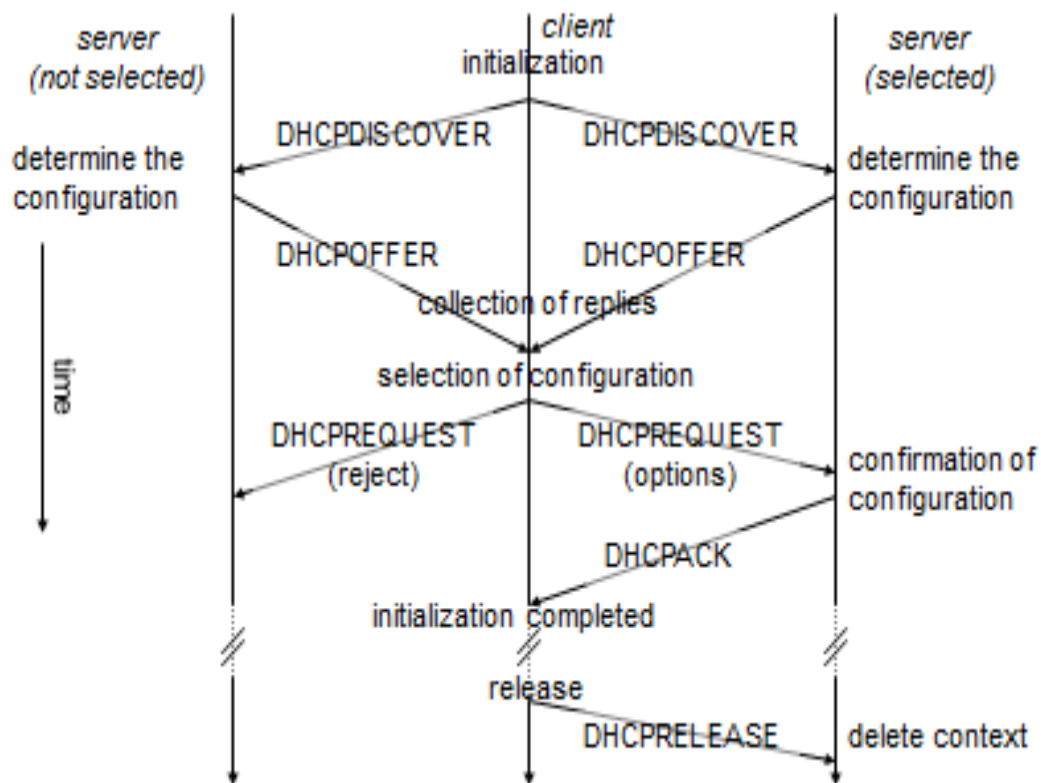 server
(not selected)
client
initialization
server
(selected)
DHCPDISCOVER
DHCPDISCOVER
determine the
configuration
determine the
configuration
DHCPOFFER
DHCPOFFER
collection of replies
time
selection of configuration
DHCPREQUEST
(reject)
DHCPREQUEST
(options)
confirmation of
configuration
DHCPACK
initialization completed
release
DHCPRELEASE
delete context